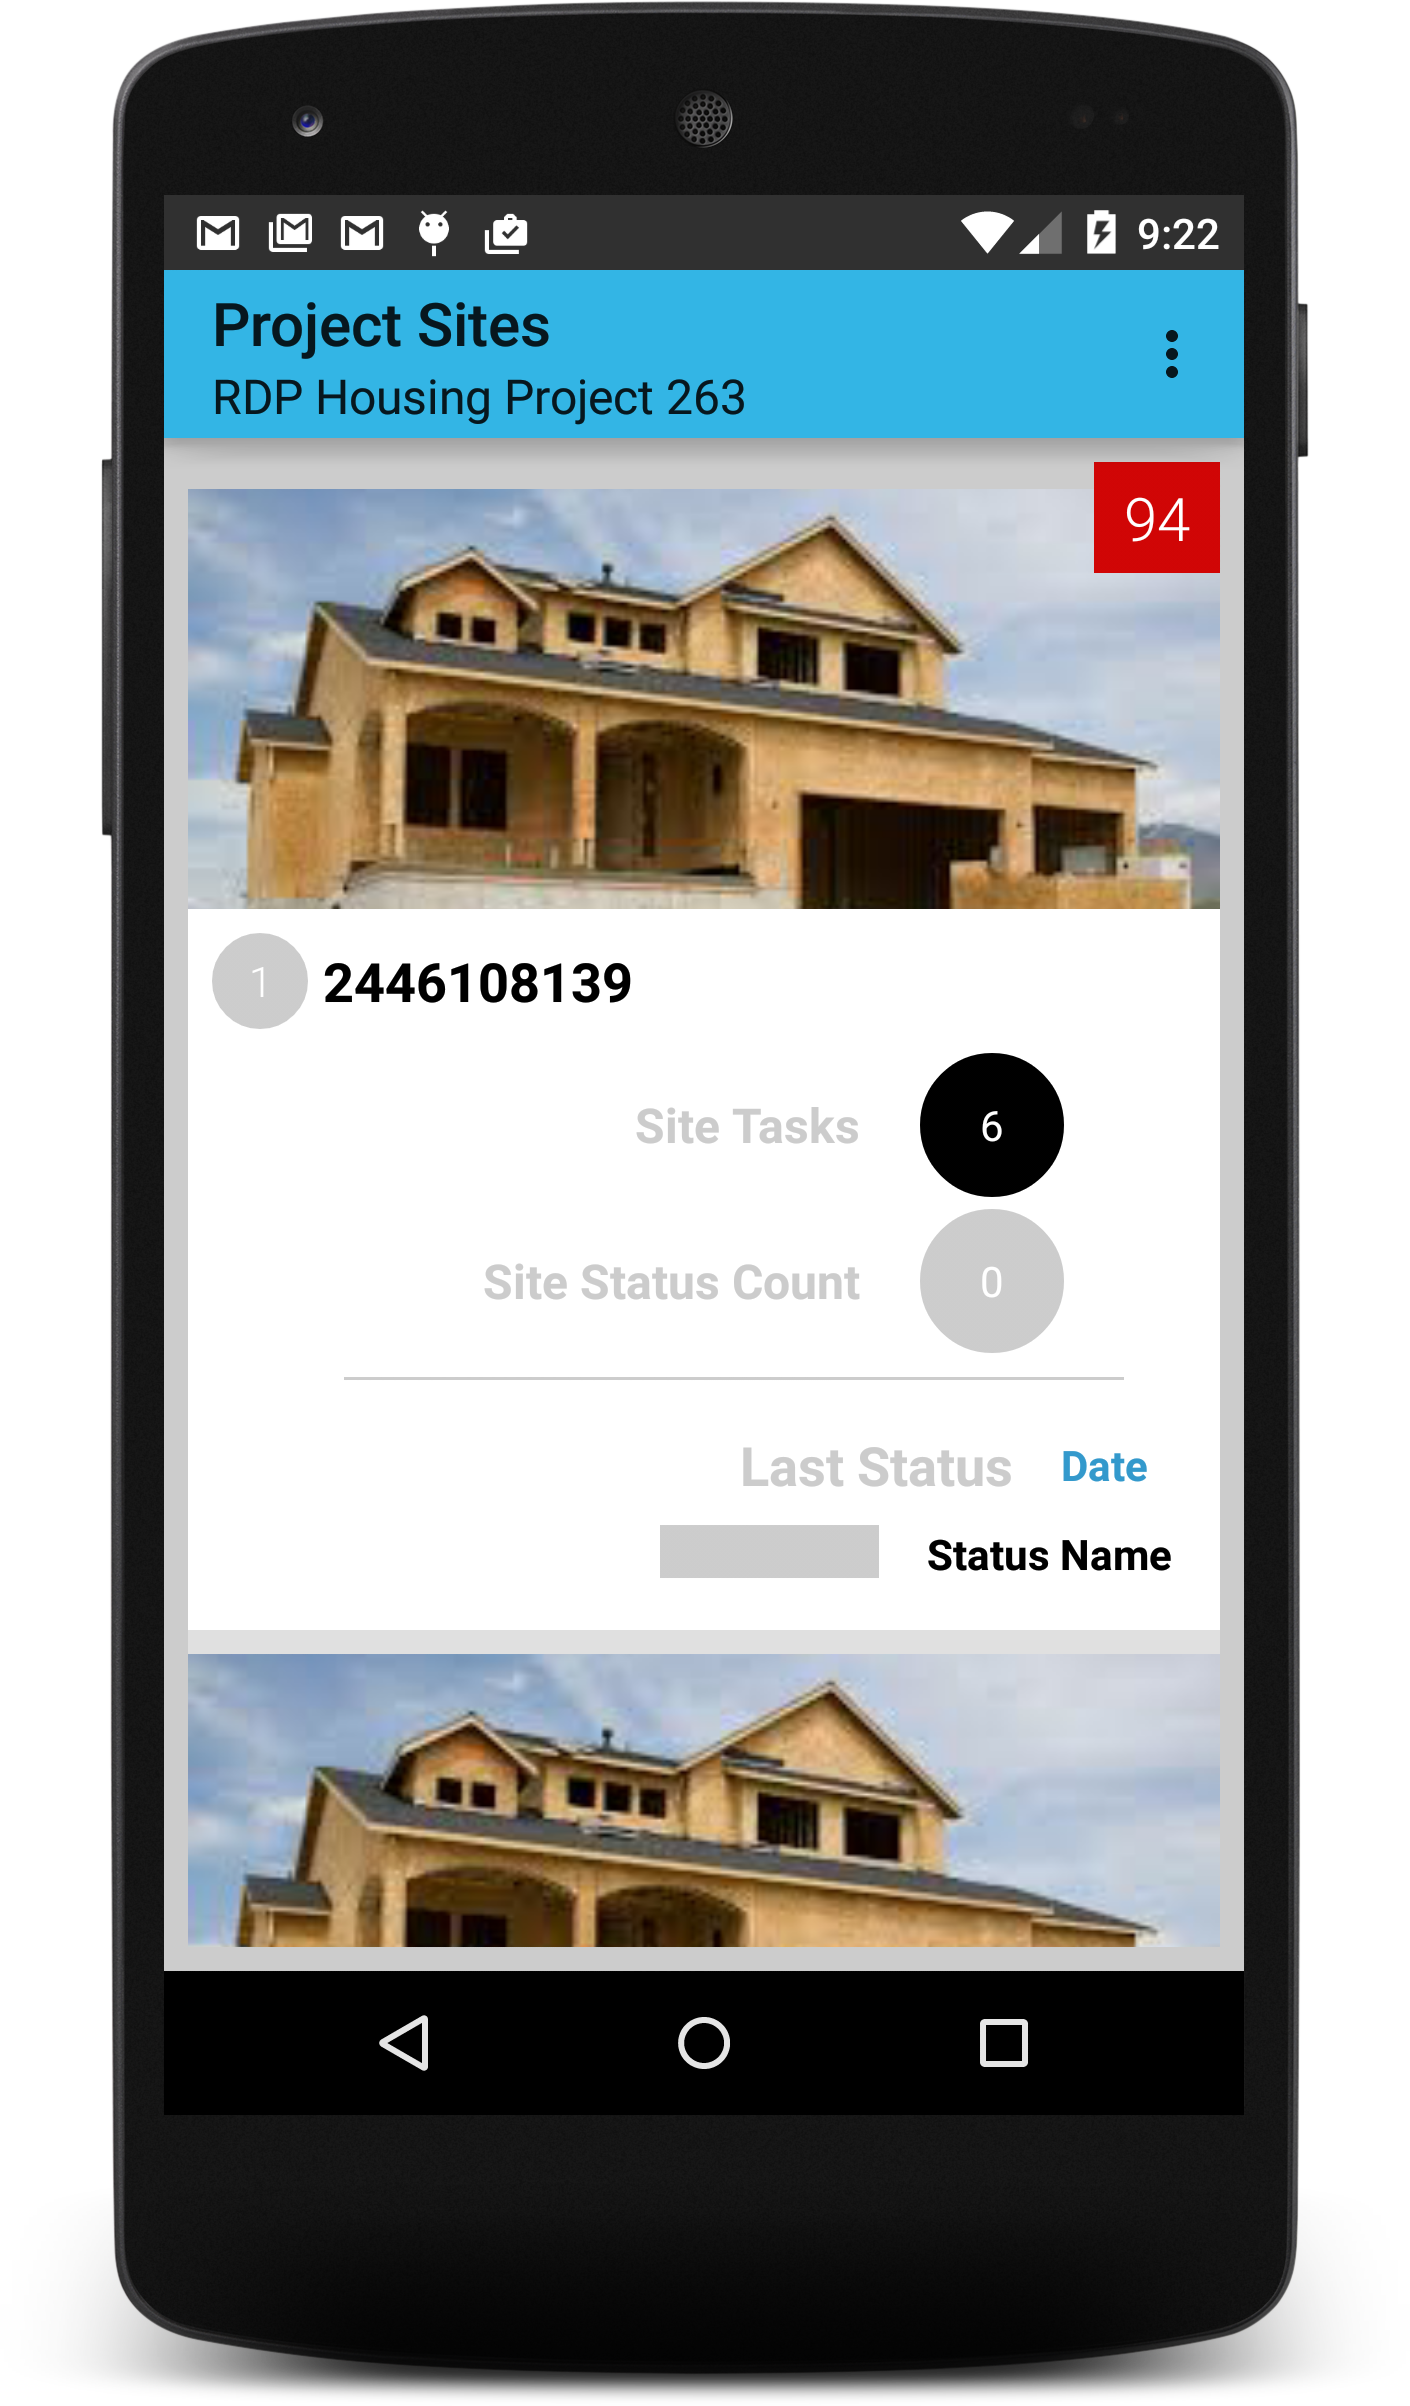 9:22
Project Sites
RDP Housing Project 263
94
1 2446108139
Site Tasks 6
Site Status Count 0
Last Status Date
Status Name